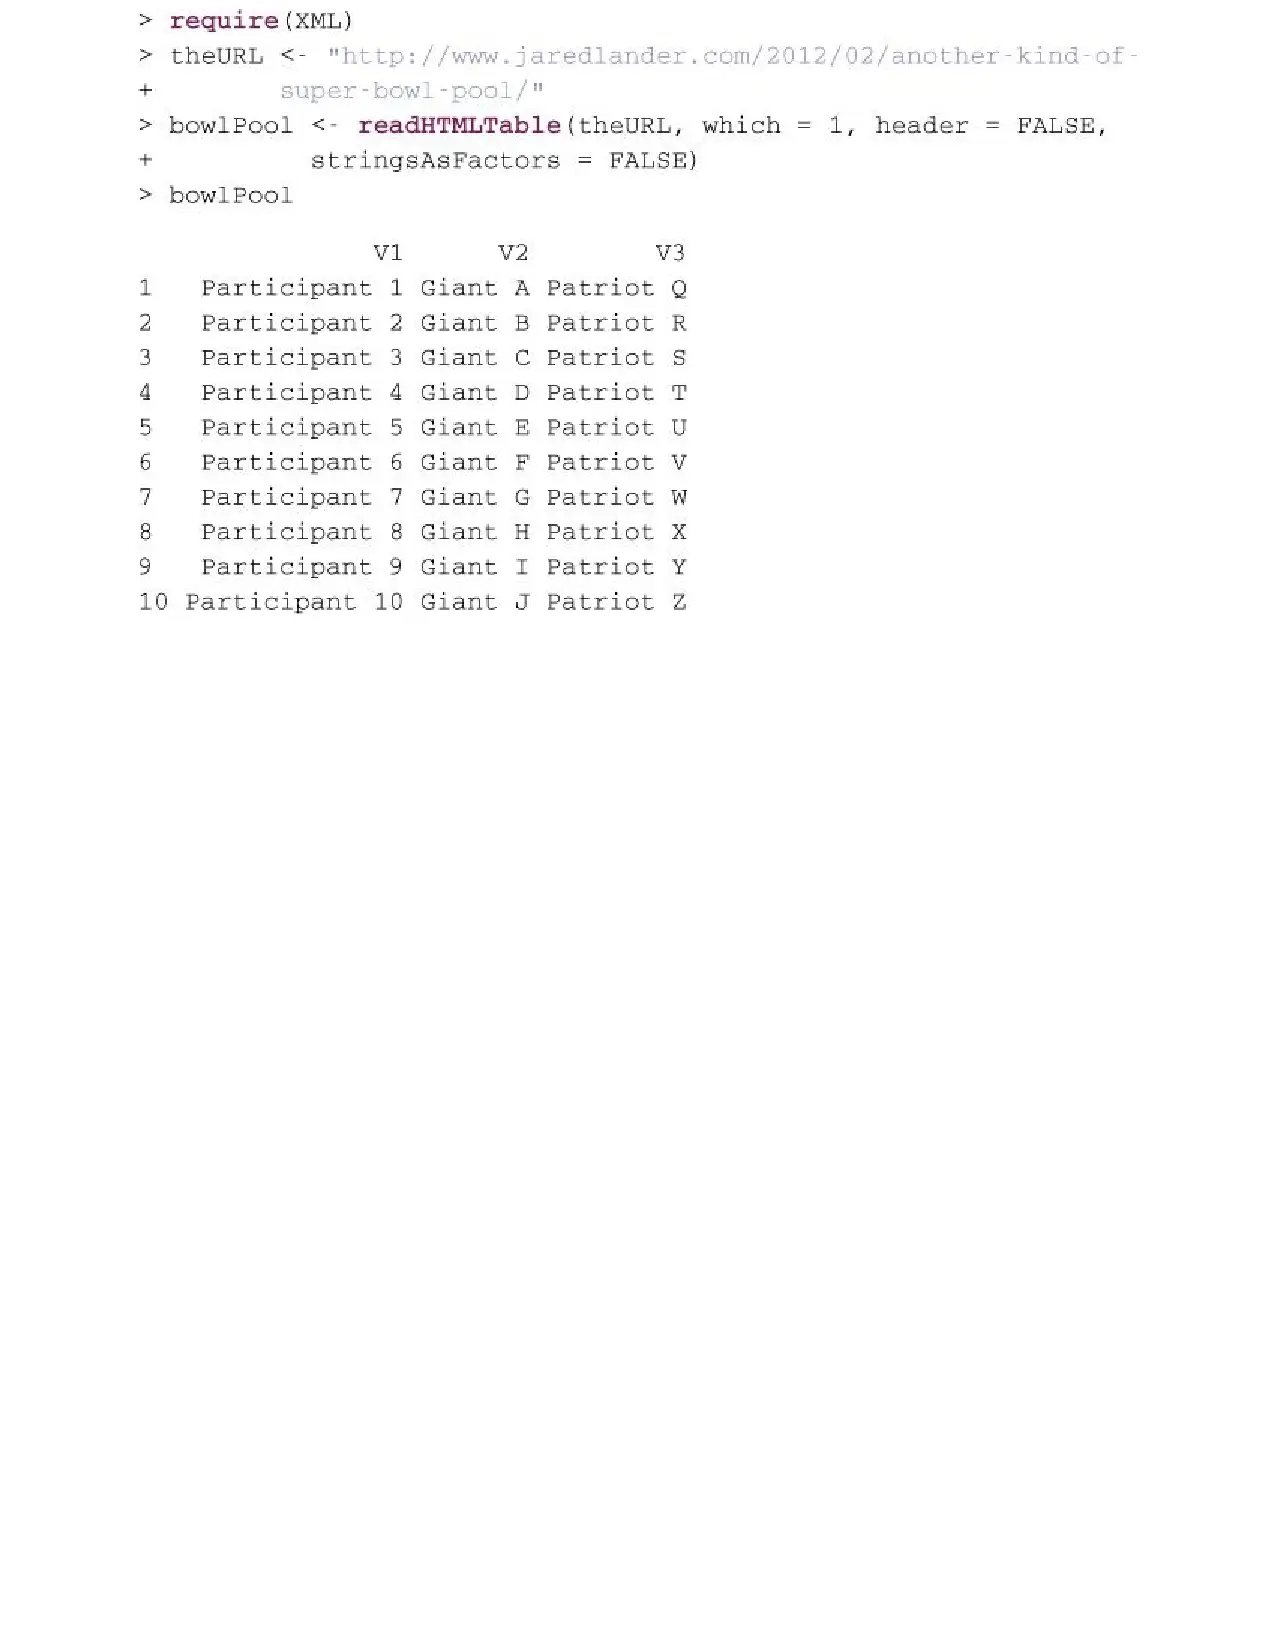 > require(XML)
> theURL <- "http://www.jaredlander.com/2012/02/another-kind-of-
+ super-bowl-pool/"
> bowlPool <- readHTMLTable(theURL, which = 1, header = FALSE,
+ stringsAsFactors = FALSE)
> bowlPool
V1 V2 V3
1 Participant 1 Giant A Patriot Q
2 Participant 2 Giant B Patriot R
3 Participant 3 Giant C Patriot S
4 Participant 4 Giant D Patriot T
5 Participant 5 Giant E Patriot U
6 Participant 6 Giant F Patriot V
7 Participant 7 Giant G Patriot W
8 Participant 8 Giant H Patriot X
9 Participant 9 Giant I Patriot Y
10 Participant 10 Giant J Patriot Z